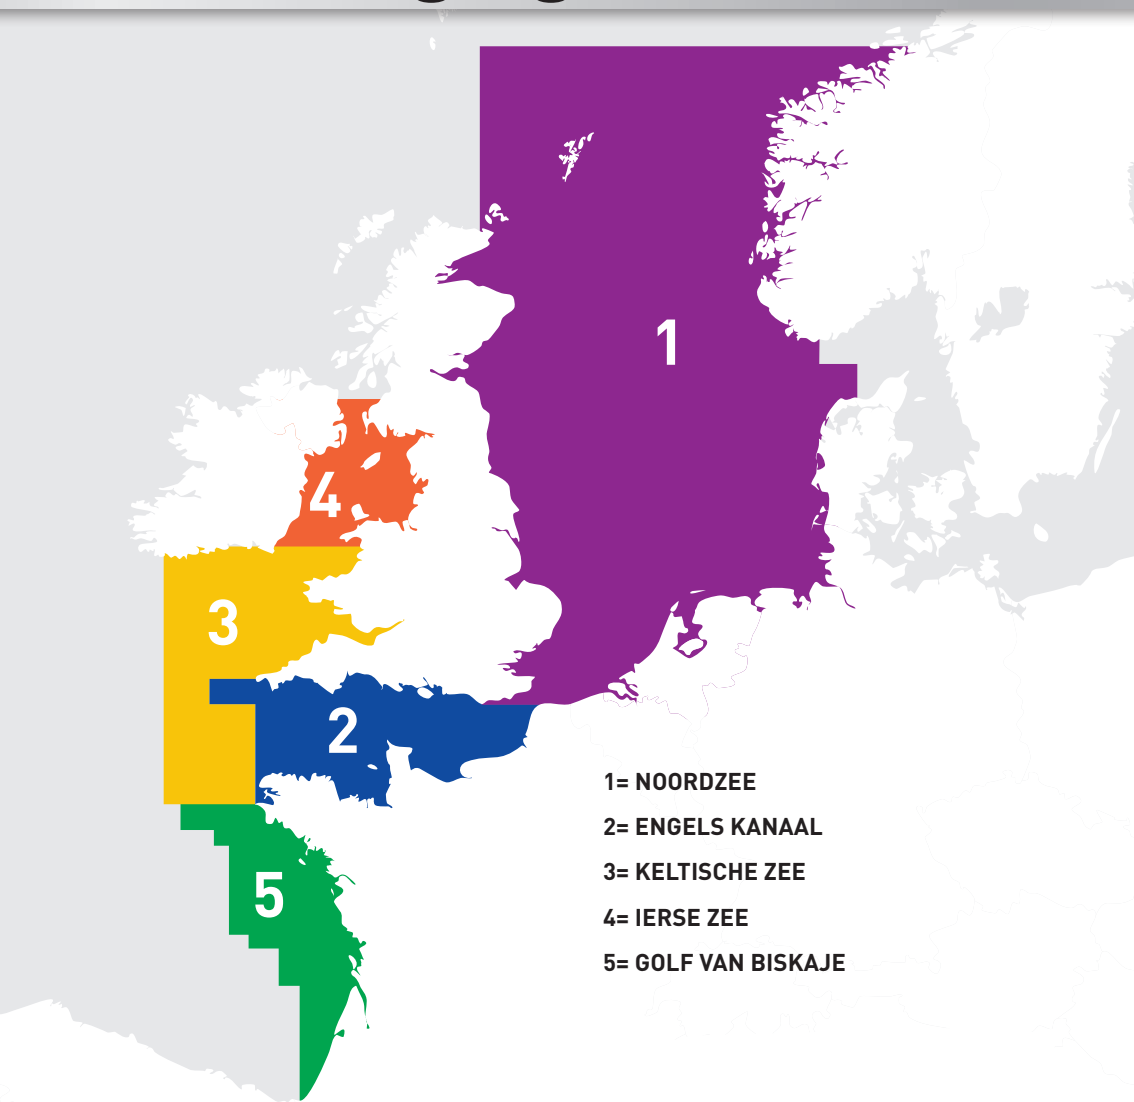 1
4
3
2
5
1= NOORDZEE
2= ENGELS KANAAL
3= KELTISCHE ZEE
4= IERSE ZEE
5= GOLF VAN BISKAJE